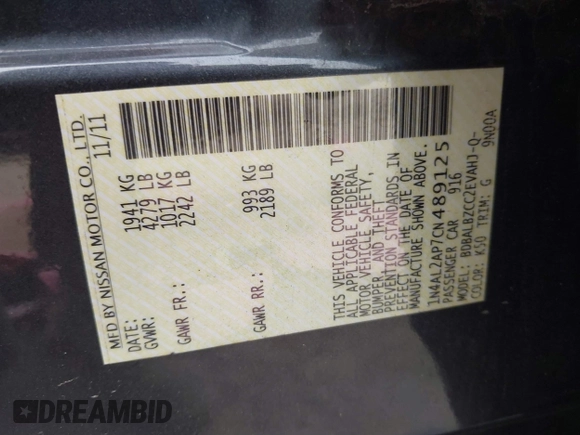 MFD BY NISSAN MOTOR CO., LTD.
DATE: 11/11
GVWR: 1941 KG
4279 LB
GAWR FR.: 1017 KG
2242 LB
GAWR RR.: 993 KG
2189 LB
THIS VEHICLE CONFORMS TO
ALL APPLICABLE FEDERAL
MOTOR VEHICLE SAFETY,
BUMPER, AND THEFT
PREVENTION STANDARDS IN
EFFECT ON THE DATE OF
MANUFACTURE SHOWN ABOVE.
1N4AL2AP7CN489125
PASSENGER CAR 916
MODEL: BDBALBZCC2EVAHJ-Q-
COLOR: K50 TRIM: G 9N00A
DREAMBID